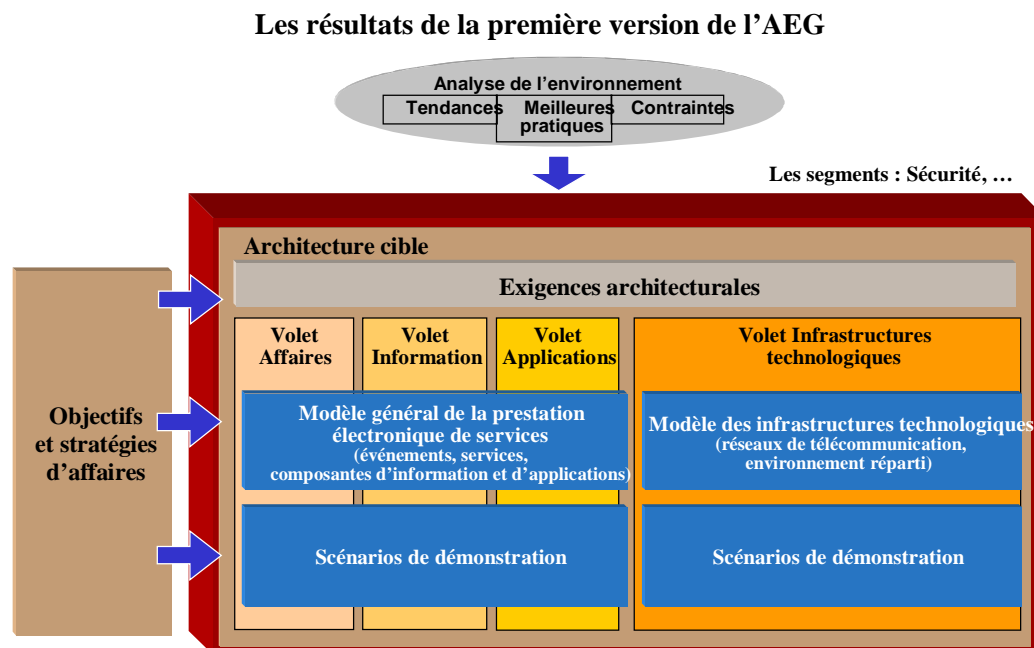 Les résultats de la première version de l’AEG
Analyse de l’environnement
Tendances
Meilleures
pratiques
Contraintes
Les segments : Sécurité, …
Architecture cible
Exigences architecturales
Objectifs
et stratégies
d’affaires
Volet
Affaires
Volet
Information
Volet
Applications
Volet Infrastructures
technologiques
Modèle général de la prestation
électronique de services
(événements, services,
composantes d’information et d’applications)
Modèle des infrastructures technologiques
(réseaux de télécommunication,
environnement réparti)
Scénarios de démonstration
Scénarios de démonstration